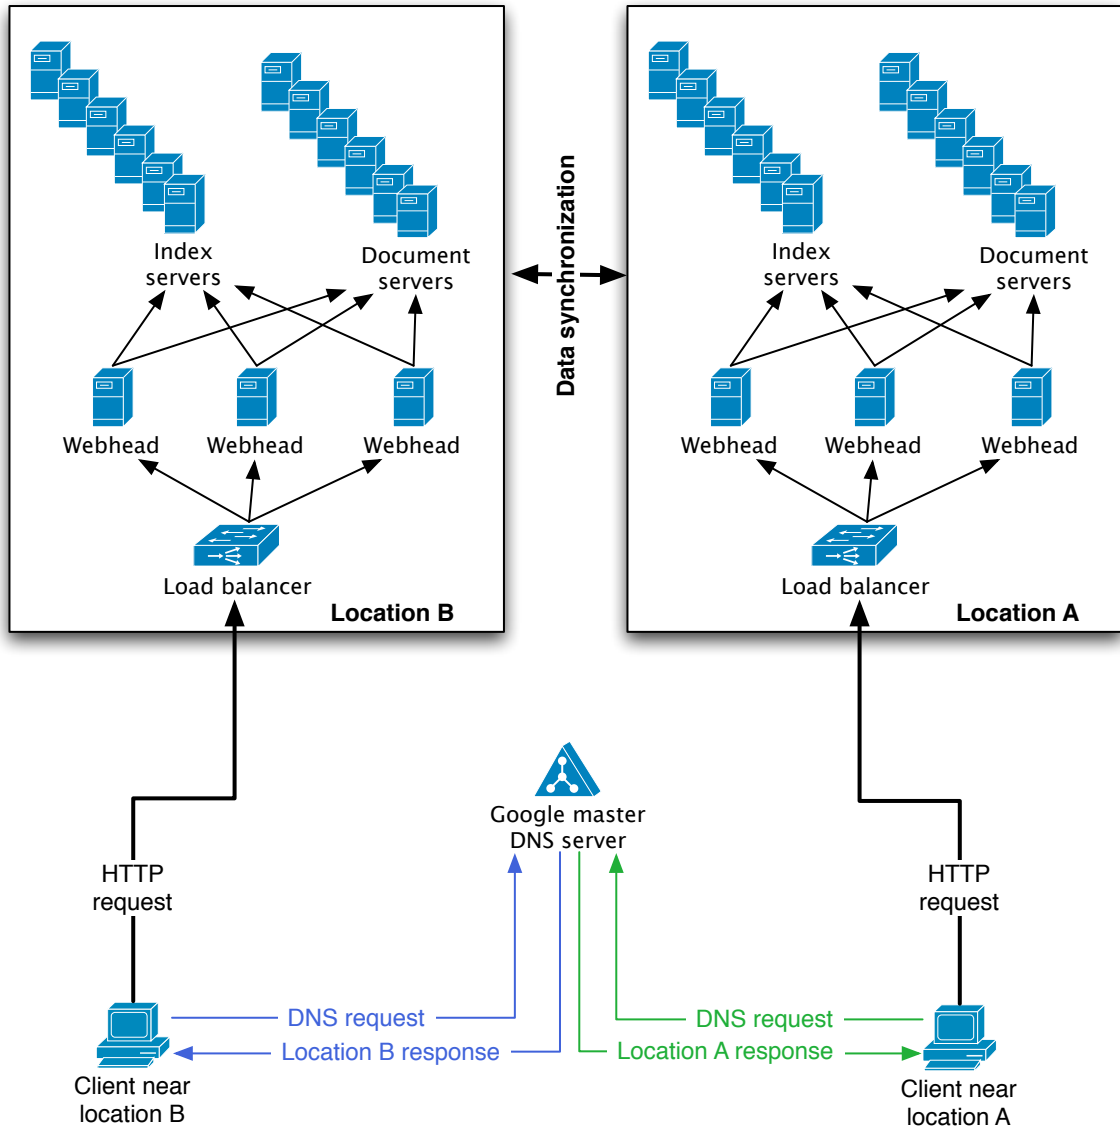 Index
servers
Document
servers
Webhead
Webhead
Webhead
Load balancer
Location B
Data synchronization
Index
servers
Document
servers
Webhead
Webhead
Webhead
Load balancer
Location A
Google master
DNS server
HTTP
request
HTTP
request
DNS request
Location B response
DNS request
Location A response
Client near
location B
Client near
location A